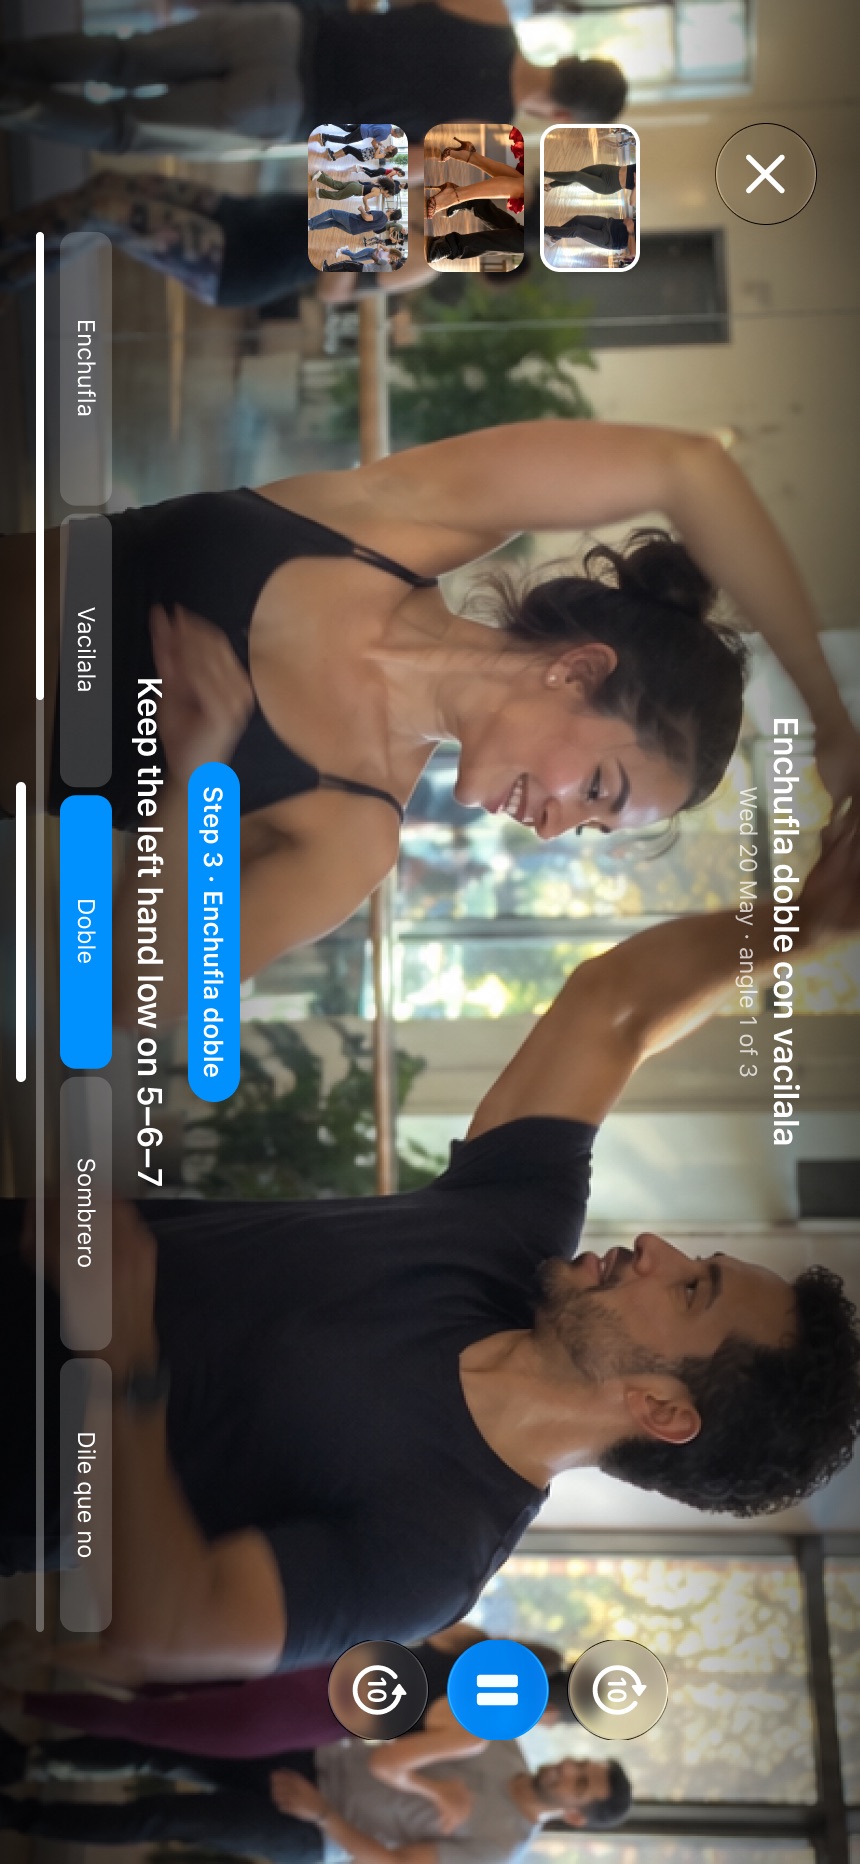 Enchufla doble con vacilala
Wed 20 May · angle 1 of 3
10
10
Step 3 · Enchufla doble
Keep the left hand low on 5–6–7
Enchufla
Vacilala
Doble
Sombrero
Dile que no